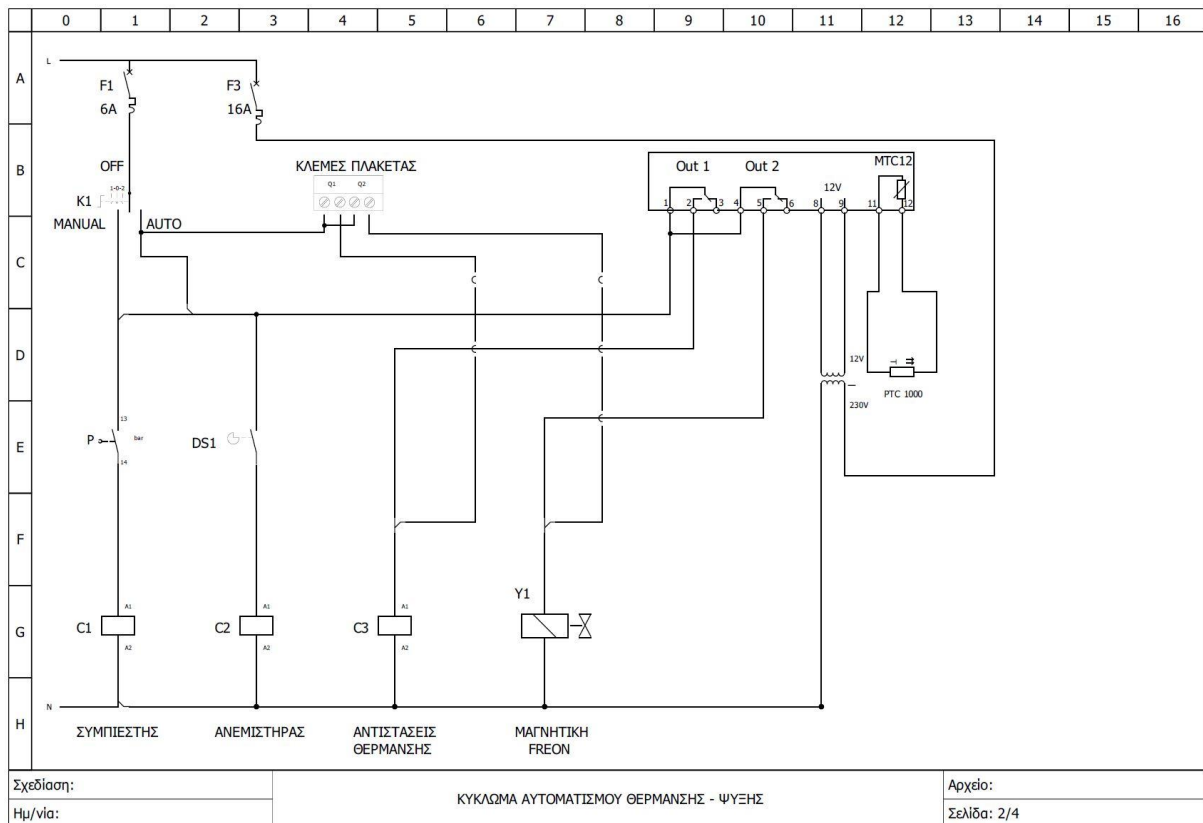 0 1 2 3 4 5 6 7 8 9 10 11 12 13 14 15 16
A
L
F1
6A
F3
16A
B
OFF
1-0-2
K1
MANUAL
AUTO
ΚΛΕΜΕΣ ΠΛΑΚΕΤΑΣ
Q1 Q2
Out 1 Out 2
12V
MTC12
1 2 3 4 5 6 8 9 11 12
C
D
12V
230V
PTC 1000
E
13
P
bar
14
DS1
F
G
C1
A1
A2
C2
A1
A2
C3
A1
A2
Y1
H
N
ΣΥΜΠΙΕΣΤΗΣ
ΑΝΕΜΙΣΤΗΡΑΣ
ΑΝΤΙΣΤΑΣΕΙΣ
ΘΕΡΜΑΝΣΗΣ
ΜΑΓΝΗΤΙΚΗ
FREON
Σχεδίαση:
Ημ/νία:
ΚΥΚΛΩΜΑ ΑΥΤΟΜΑΤΙΣΜΟΥ ΘΕΡΜΑΝΣΗΣ - ΨΥΞΗΣ
Αρχείο:
Σελίδα: 2/4